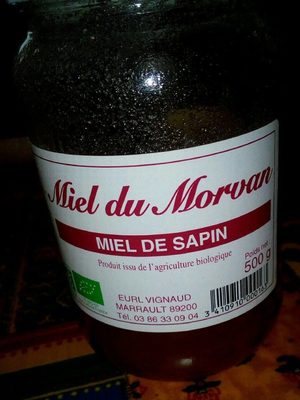 Miel du Morvan
MIEL DE SAPIN
Produit issu de l'agriculture biologique
Poids net :
500 g
EURL VIGNAUD
MARRAULT 89200
Tel. 03 86 33 09 04